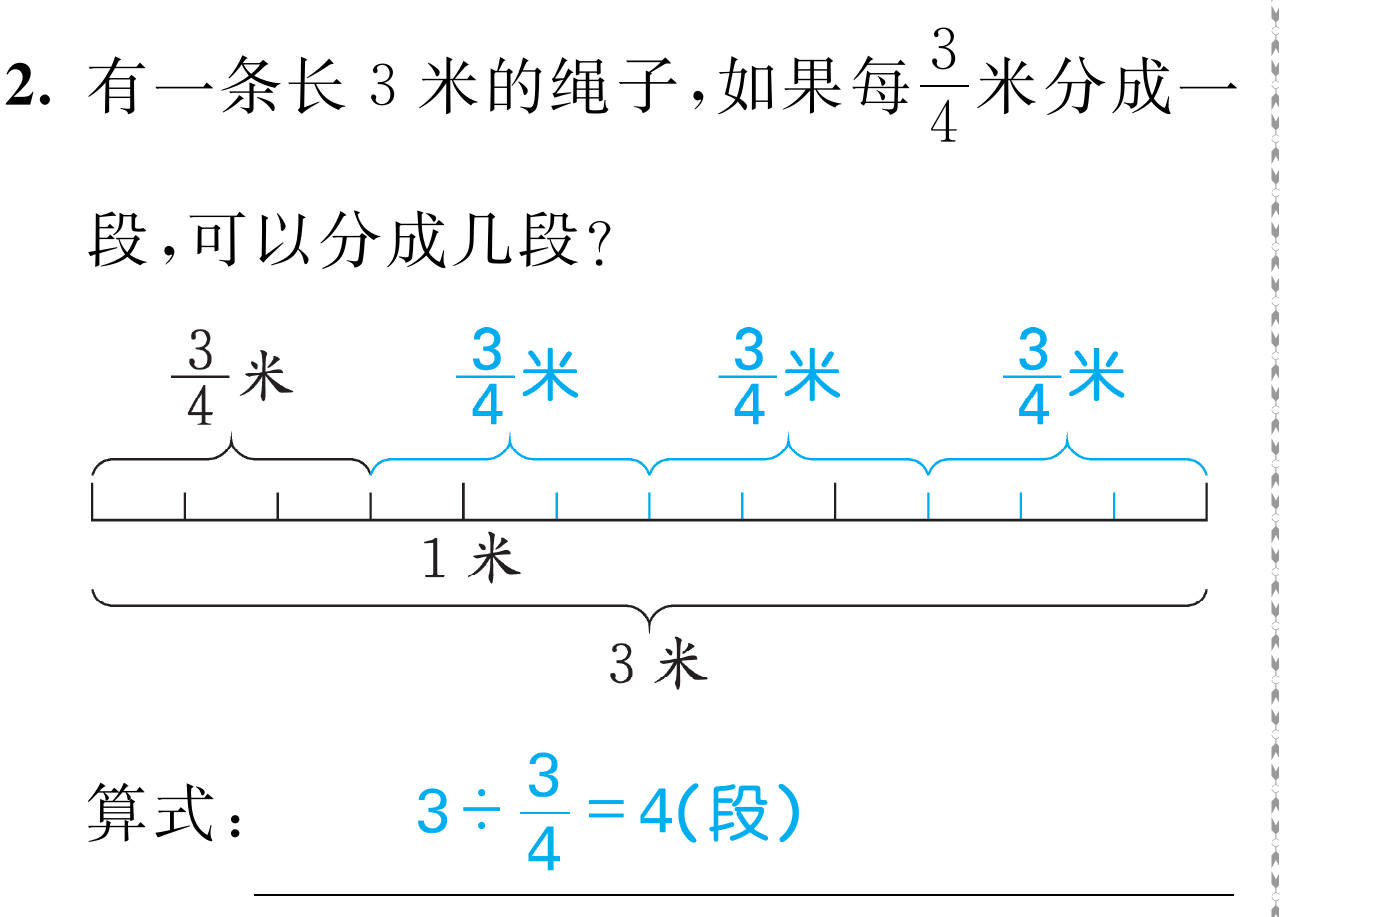 2. 有一条长 3 米的绳子,如果每3/4米分成一
段,可以分成几段?
3/4 米 3/4米 3/4米 3/4米
1 米
3 米
算式: 3÷3/4=4(段)